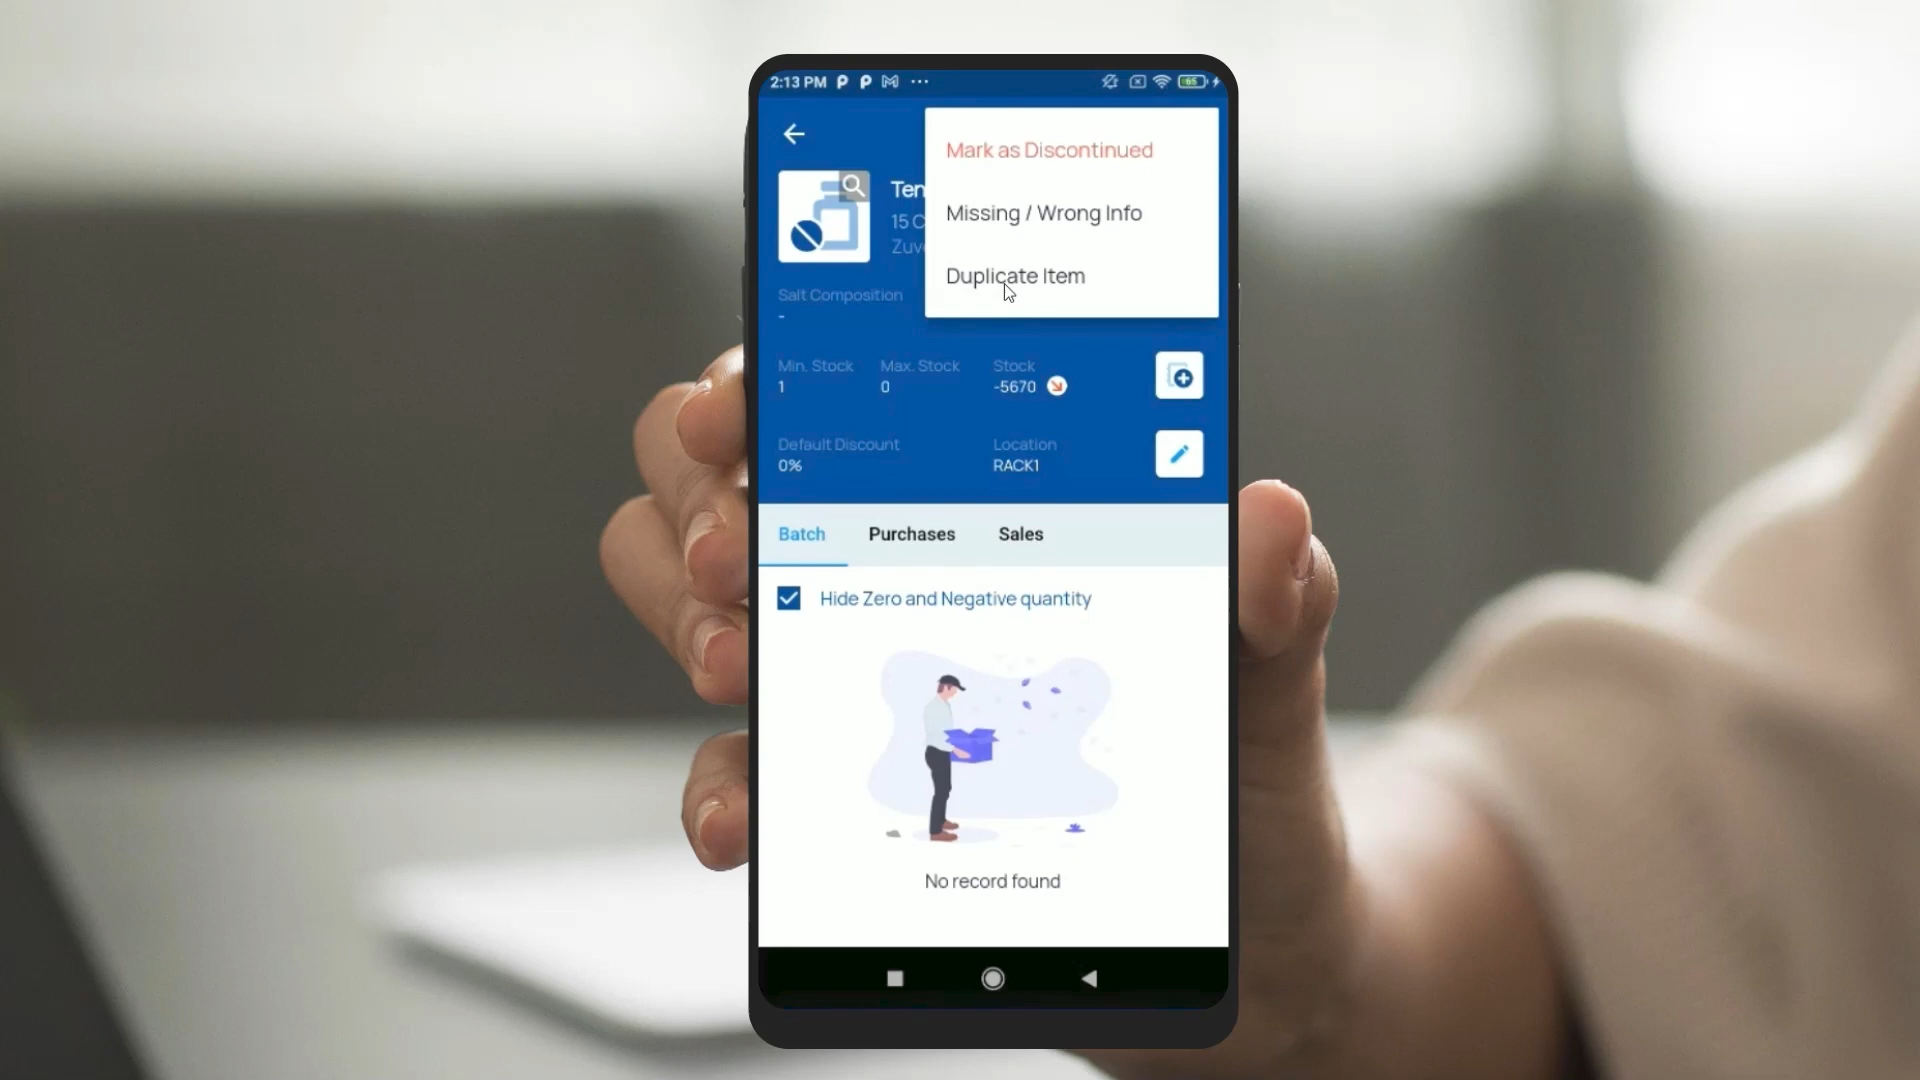 2:13 PM
Mark as Discontinued
Missing / Wrong Info
Duplicate Item
15 C
Salt Composition
-
Min. Stock Max. Stock Stock
1 0 -5670
Default Discount Location
0% RACK1
Batch Purchases Sales
Hide Zero and Negative quantity
No record found